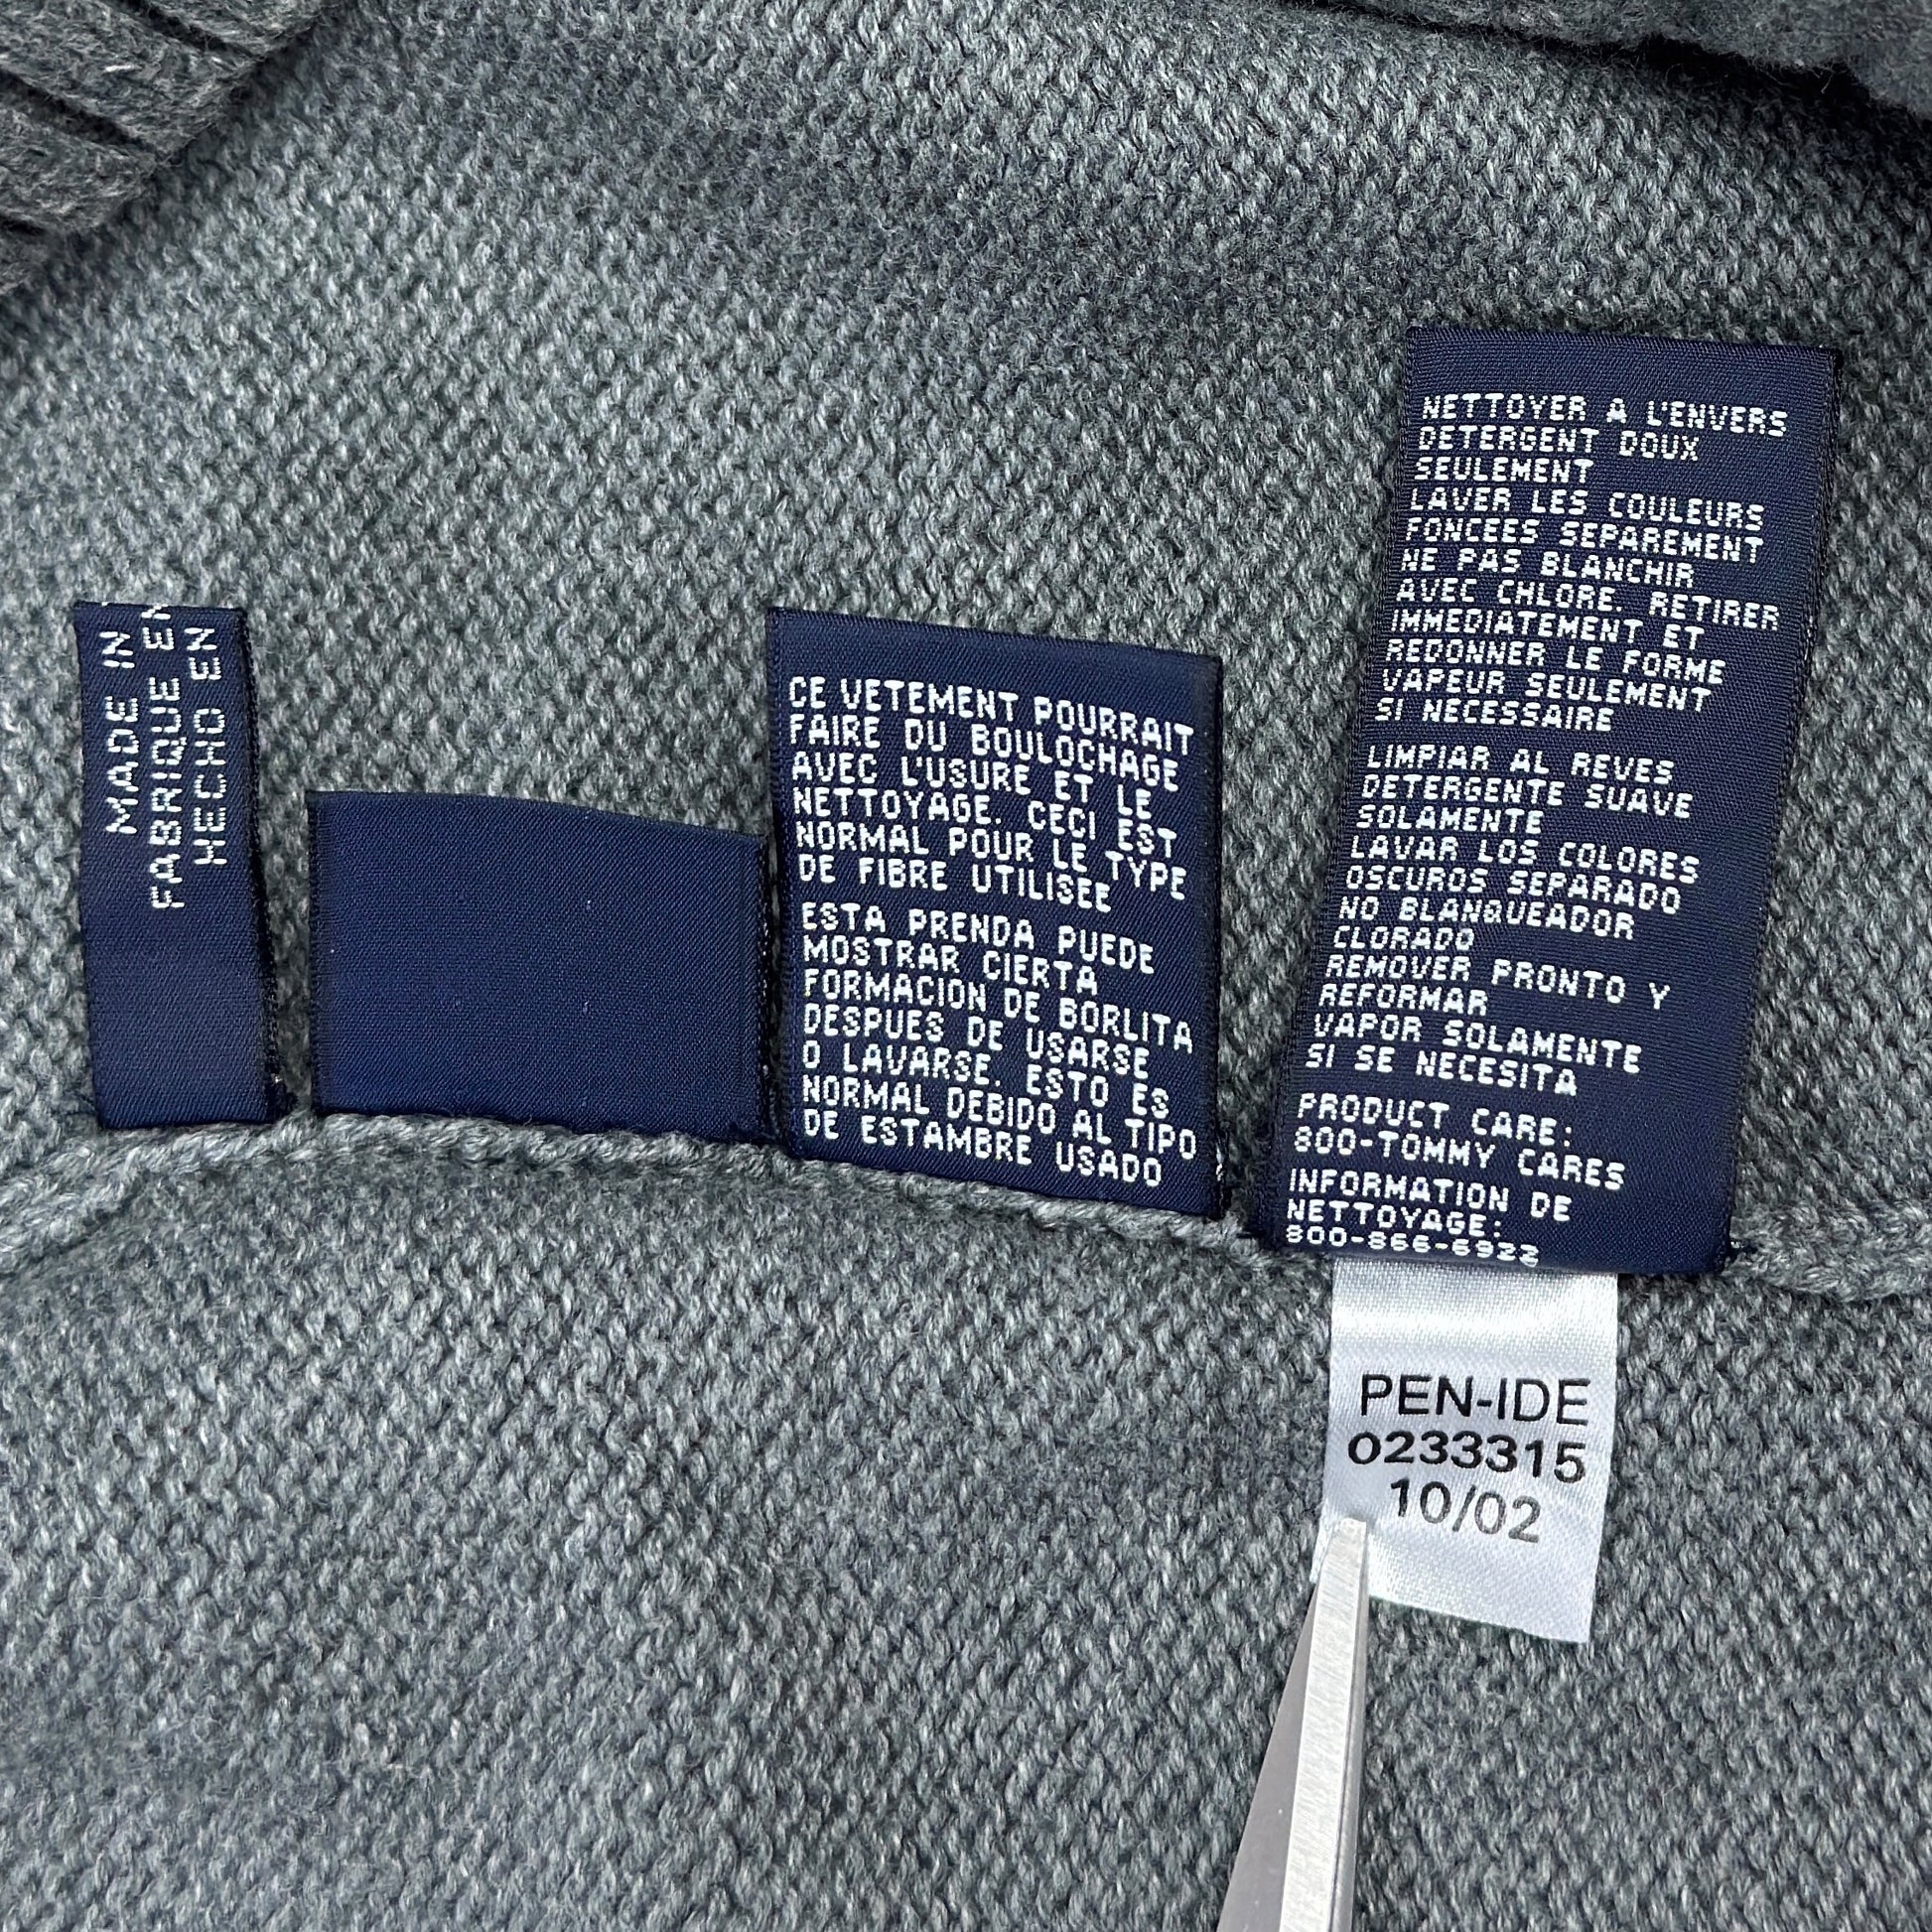 MADE IN
FABRIQUE EN
HECHO EN
CE VETEMENT POURRAIT
FAIRE DU BOULOCHAGE
AVEC L'USURE ET LE
NETTOYAGE. CECI EST
NORMAL POUR LE TYPE
DE FIBRE UTILISEE
ESTA PRENDA PUEDE
MOSTRAR CIERTA
FORMACION DE BORLITA
DESPUES DE USARSE
O LAVARSE. ESTO ES
NORMAL DEBIDO AL TIPO
DE ESTAMBRE USADO
NETTOYER A L'ENVERS
DETERGENT DOUX
SEULEMENT
LAVER LES COULEURS
FONCEES SEPAREMENT
NE PAS BLANCHIR
AVEC CHLORE. RETIRER
IMMEDIATEMENT ET
REDONNER LE FORME
VAPEUR SEULEMENT
SI NECESSAIRE
LIMPIAR AL REVES
DETERGENTE SUAVE
SOLAMENTE
LAVAR LOS COLORES
OSCUROS SEPARADO
NO BLANQUEADOR
CLORADO
REMOVER PRONTO Y
REFORMAR
VAPOR SOLAMENTE
SI SE NECESITA
PRODUCT CARE:
800-TOMMY CARES
INFORMATION DE
NETTOYAGE:
800-866-6922
PEN-IDE
0233315
10/02